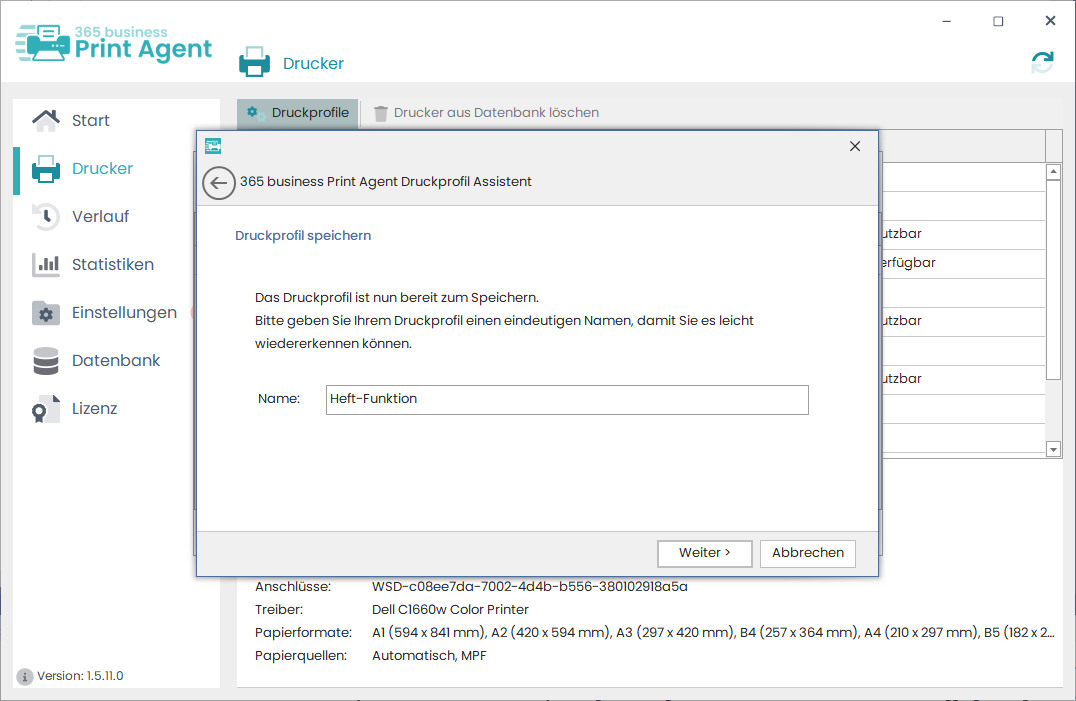 365 business
Print Agent
Drucker
Start
Drucker
Verlauf
Statistiken
Einstellungen
Datenbank
Lizenz
Version: 1.5.11.0
Druckprofile
Drucker aus Datenbank löschen
365 business Print Agent Druckprofil Assistent
Druckprofil speichern
Das Druckprofil ist nun bereit zum Speichern.
Bitte geben Sie Ihrem Druckprofil einen eindeutigen Namen, damit Sie es leicht
wiedererkennen können.
Name: Heft-Funktion
Weiter > Abbrechen
utzbar
erfügbar
utzbar
utzbar
Anschlüsse: WSD-c08ee7da-7002-4d4b-b556-380102918a5a
Treiber: Dell C1660w Color Printer
Papierformate: A1 (594 x 841 mm), A2 (420 x 594 mm), A3 (297 x 420 mm), B4 (257 x 364 mm), A4 (210 x 297 mm), B5 (182 x 2...
Papierquellen: Automatisch, MPF